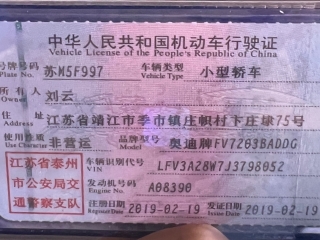 中华人民共和国机动车行驶证
Vehicle License of the People's Republic of China
号牌号码 苏M5F997 车辆类型 小型轿车
Plate No. Vehicle Type
所有人 刘云
Owner
住址 江苏省靖江市季市镇庄帜村卞庄埭75号
使用性质 非营运 品牌型号 奥迪牌FV7203BADDG
Use Character Model
江苏省泰州
市公安局交
通警察支队
车辆识别代号 LFV3A28W7J3798052
VIN
发动机号码 A08390
Engine No.
注册日期 2019-02-19 发证日期 2019-02-19
Register Date Issue Date